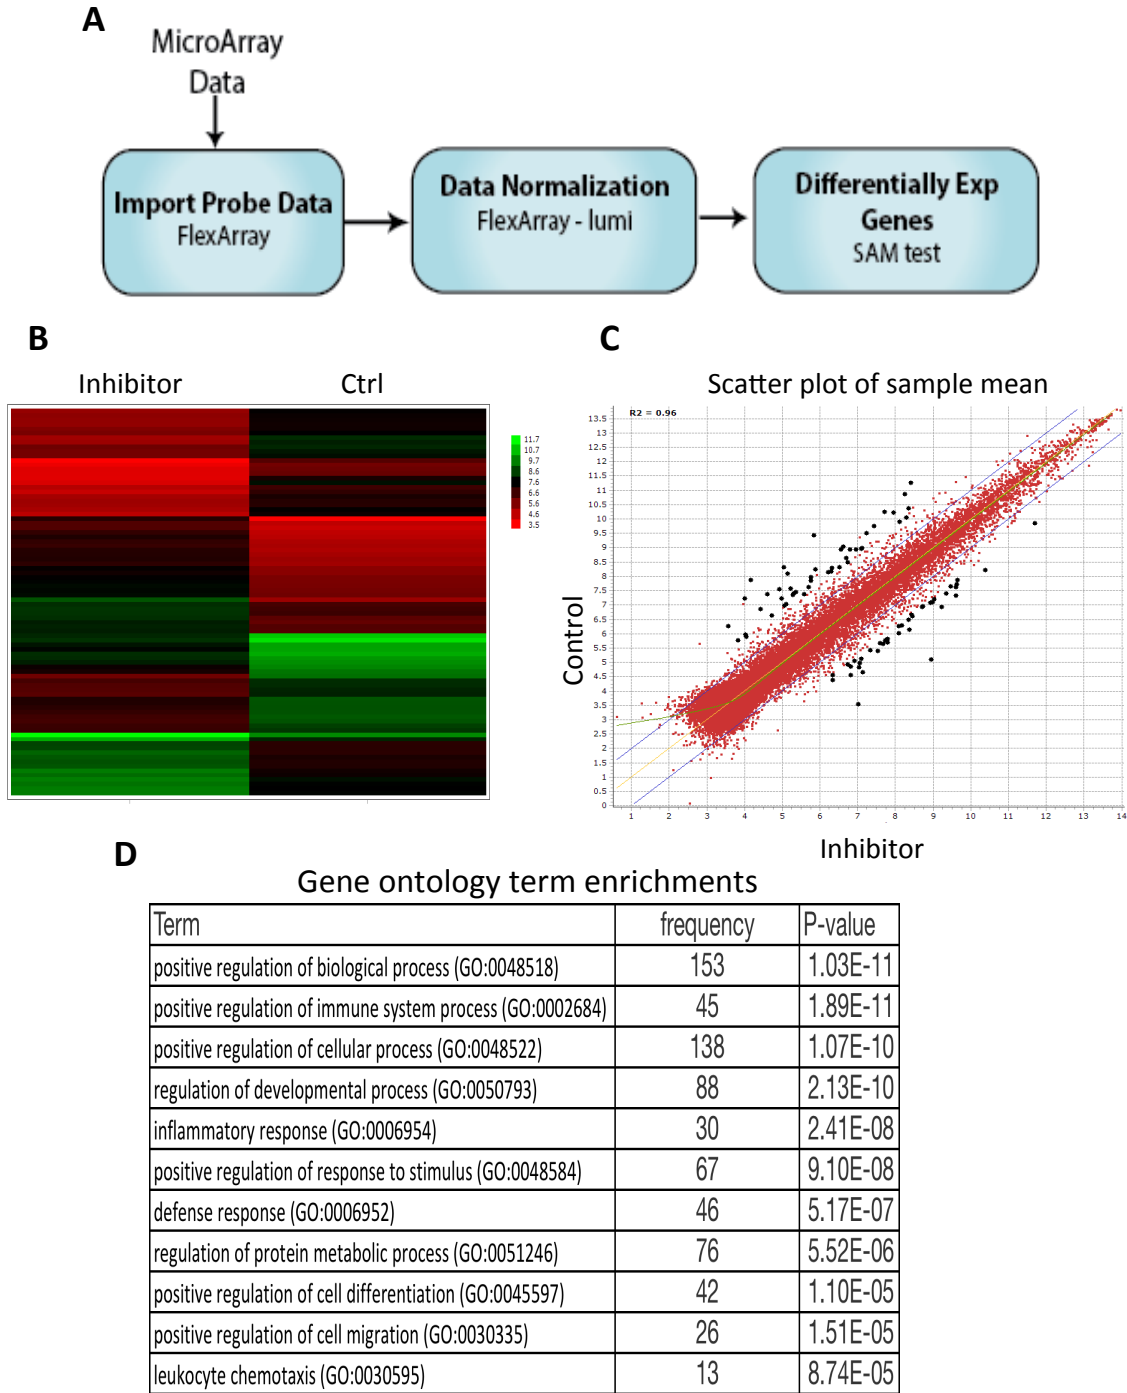 A
MicroArray
Data
Import Probe Data
FlexArray
Data Normalization
FlexArray - lumi
Differentially Exp
Genes
SAM test
B
Inhibitor Ctrl
11.7
10.7
9.7
8.6
7.6
6.6
5.6
4.6
3.5
C
Scatter plot of sample mean
R2 = 0.96
13.5
13
12.5
12
11.5
11
10.5
10
9.5
9
8.5
8
7.5
7
6.5
6
5.5
5
4.5
4
3.5
3
2.5
2
1.5
1
0.5
0
1 2 3 4 5 6 7 8 9 10 11 12 13 14
Control
Inhibitor
D
Gene ontology term enrichments
Term frequency P-value
positive regulation of biological process (GO:0048518) 153 1.03E-11
positive regulation of immune system process (GO:0002684) 45 1.89E-11
positive regulation of cellular process (GO:0048522) 138 1.07E-10
regulation of developmental process (GO:0050793) 88 2.13E-10
inflammatory response (GO:0006954) 30 2.41E-08
positive regulation of response to stimulus (GO:0048584) 67 9.10E-08
defense response (GO:0006952) 46 5.17E-07
regulation of protein metabolic process (GO:0051246) 76 5.52E-06
positive regulation of cell differentiation (GO:0045597) 42 1.10E-05
positive regulation of cell migration (GO:0030335) 26 1.51E-05
leukocyte chemotaxis (GO:0030595) 13 8.74E-05